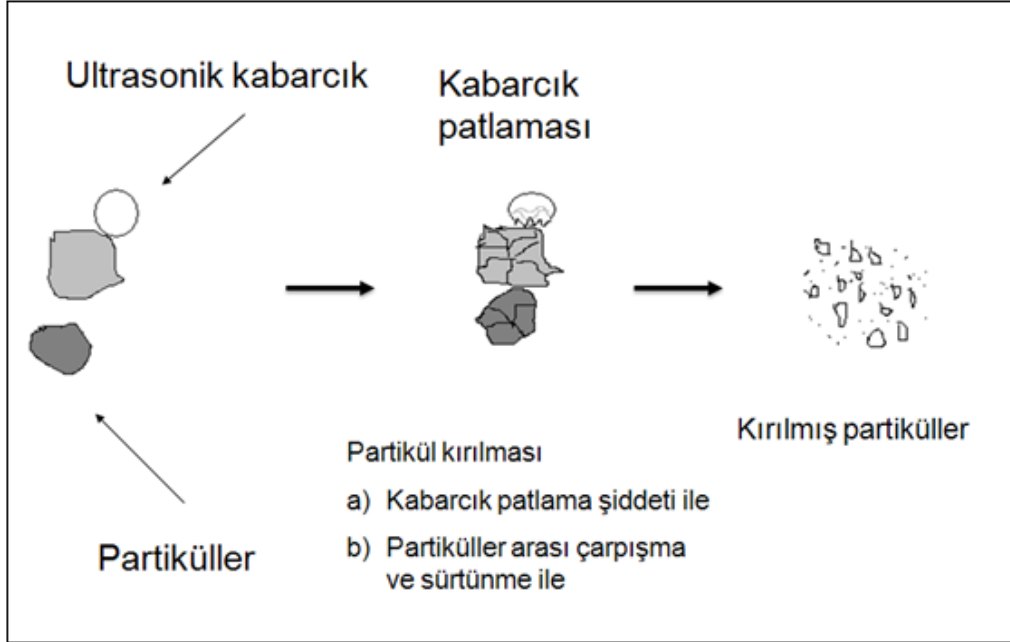 Ultrasonik kabarcık
Kabarcık
patlaması
Partiküller
Partikül kırılması
a) Kabarcık patlama şiddeti ile
b) Partiküller arası çarpışma
ve sürtünme ile
Kırılmış partiküller